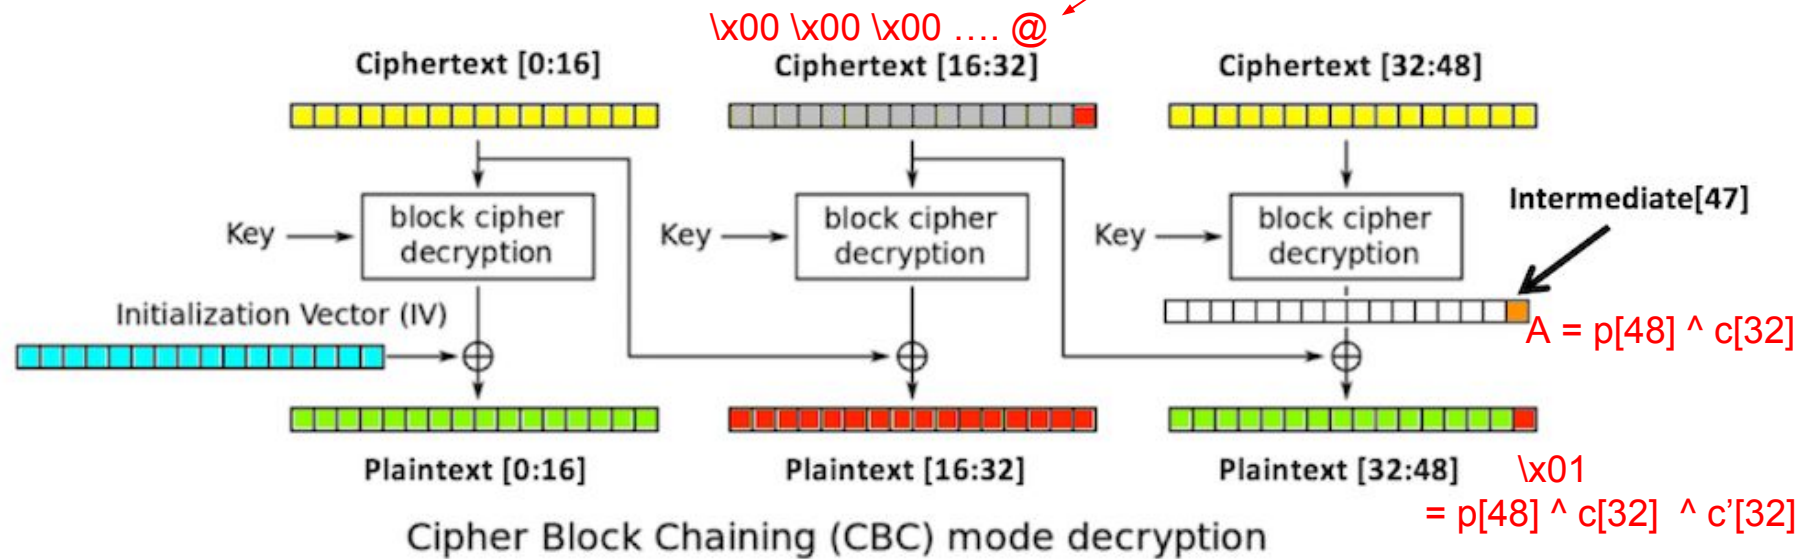 \x00 \x00 \x00 .... @
Ciphertext [0:16]
Ciphertext [16:32]
Ciphertext [32:48]
Key
block cipher
decryption
Key
block cipher
decryption
Key
block cipher
decryption
Intermediate[47]
Initialization Vector (IV)
A = p[48] ^ c[32]
Plaintext [0:16]
Plaintext [16:32]
Plaintext [32:48]
\x01
= p[48] ^ c[32] ^ c’[32]
Cipher Block Chaining (CBC) mode decryption